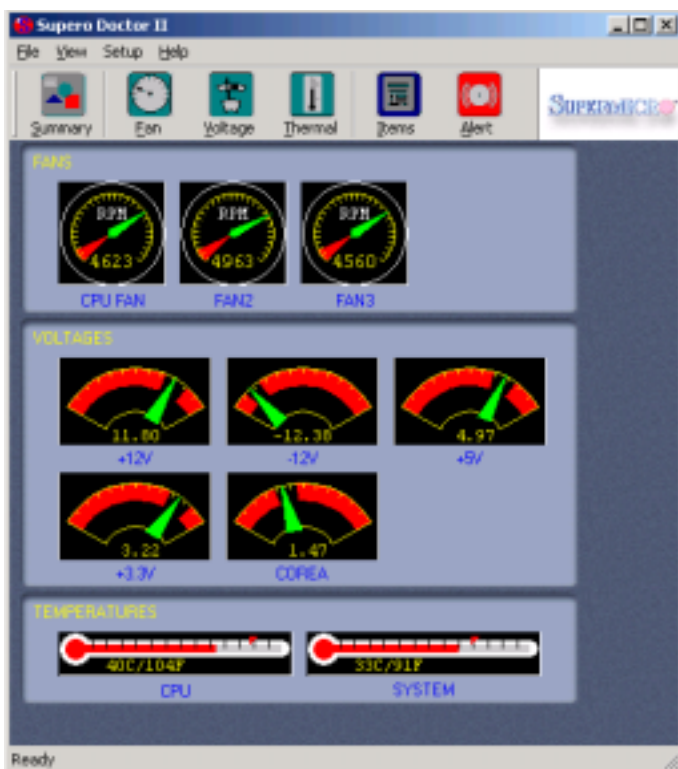 Supero Doctor II
File View Setup Help
Summary Fan Voltage Thermal Items Alert
SUPERMICRO
FANS
RPM RPM RPM
4623 4963 4560
CPU FAN FAN2 FAN3
VOLTAGES
11.80 -12.38 4.97
+12V -12V +5V
3.22 1.47
+3.3V COREA
TEMPERATURES
40C/104F 33C/91F
CPU SYSTEM
Ready